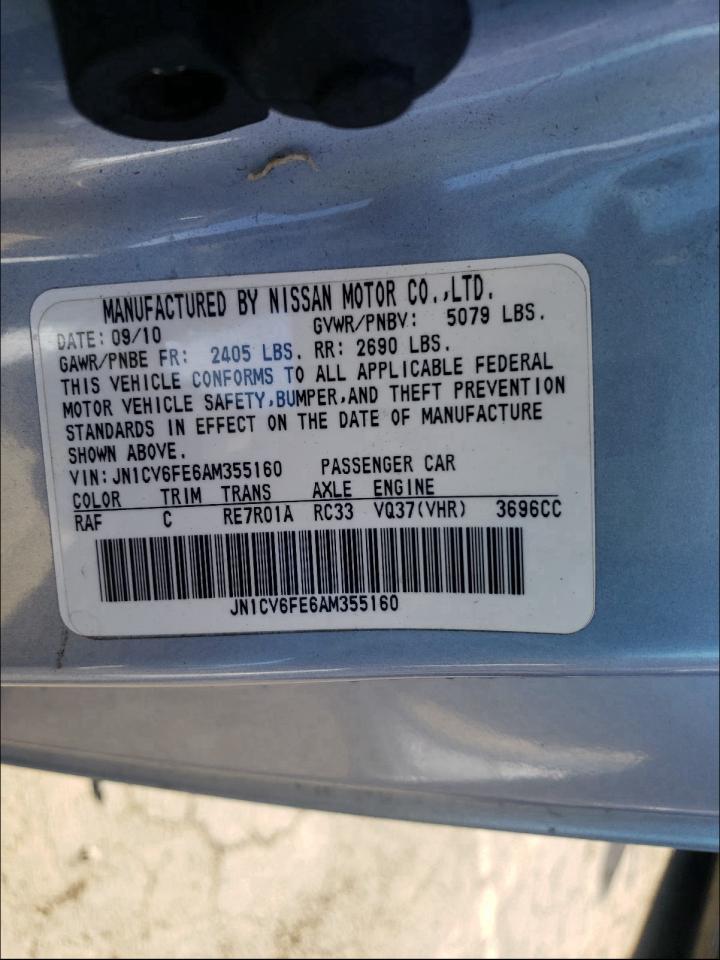 MANUFACTURED BY NISSAN MOTOR CO.,LTD.
DATE: 09/10 GVWR/PNBV: 5079 LBS.
GAWR/PNBE FR: 2405 LBS. RR: 2690 LBS.
THIS VEHICLE CONFORMS TO ALL APPLICABLE FEDERAL
MOTOR VEHICLE SAFETY,BUMPER,AND THEFT PREVENTION
STANDARDS IN EFFECT ON THE DATE OF MANUFACTURE
SHOWN ABOVE.
VIN: JN1CV6FE6AM355160 PASSENGER CAR
COLOR TRIM TRANS AXLE ENGINE
RAF C RE7R01A RC33 VQ37(VHR) 3696CC
JN1CV6FE6AM355160